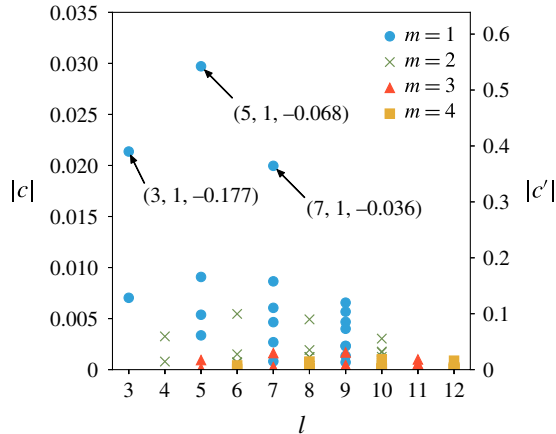 0.035
0.030
0.025
0.020
0.015
0.010
0.005
0
|c|
m = 1
m = 2
m = 3
m = 4
(5, 1, –0.068)
(3, 1, –0.177)
(7, 1, –0.036)
0.6
0.5
0.4
0.3
0.2
0.1
0
|c′|
3 4 5 6 7 8 9 10 11 12
l